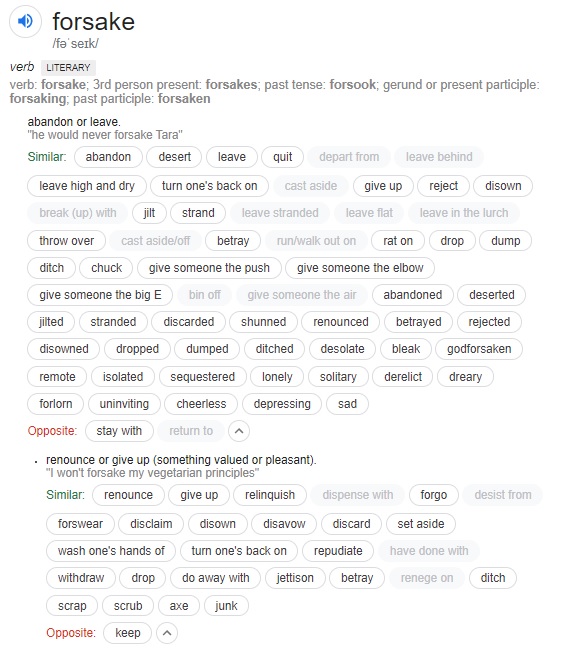 forsake
/fəˈseɪk/
verb LITERARY
verb: forsake; 3rd person present: forsakes; past tense: forsook; gerund or present participle:
forsaking; past participle: forsaken
abandon or leave.
"he would never forsake Tara"
Similar: abandon desert leave quit depart from leave behind
leave high and dry turn one's back on cast aside give up reject disown
break (up) with jilt strand leave stranded leave flat leave in the lurch
throw over cast aside/off betray run/walk out on rat on drop dump
ditch chuck give someone the push give someone the elbow
give someone the big E bin off give someone the air abandoned deserted
jilted stranded discarded shunned renounced betrayed rejected
disowned dropped dumped ditched desolate bleak godforsaken
remote isolated sequestered lonely solitary derelict dreary
forlorn uninviting cheerless depressing sad
Opposite: stay with return to
• renounce or give up (something valued or pleasant).
"I won't forsake my vegetarian principles"
Similar: renounce give up relinquish dispense with forgo desist from
forswear disclaim disown disavow discard set aside
wash one's hands of turn one's back on repudiate have done with
withdraw drop do away with jettison betray renege on ditch
scrap scrub axe junk
Opposite: keep